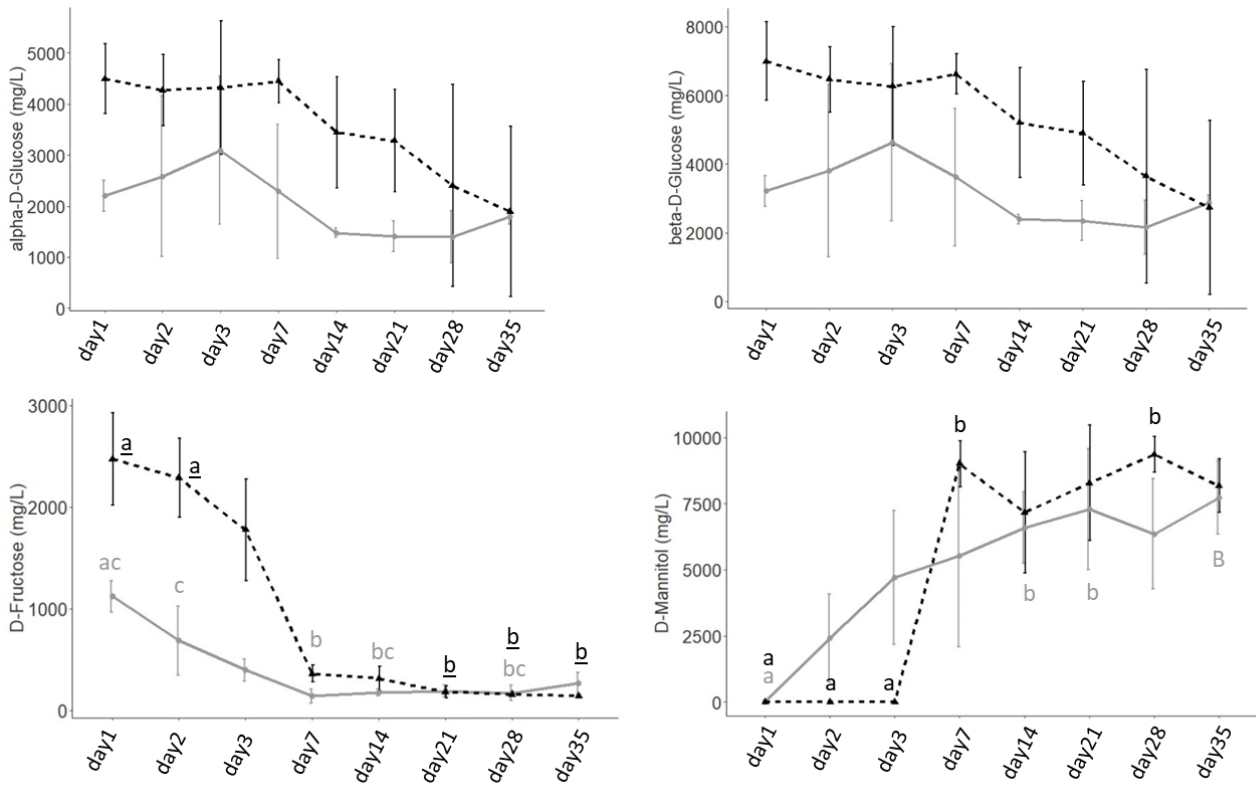 alpha-D-Glucose (mg/L)
5000
4000
3000
2000
1000
0
day1 day2 day3 day7 day14 day21 day28 day35
beta-D-Glucose (mg/L)
8000
6000
4000
2000
0
day1 day2 day3 day7 day14 day21 day28 day35
D-Fructose (mg/L)
3000
2000
1000
0
a
a
ac
c
b
bc
b
b
bc
b
day1 day2 day3 day7 day14 day21 day28 day35
D-Mannitol (mg/L)
10000
7500
5000
2500
0
b
b
B
b
b
a
a
a
a
day1 day2 day3 day7 day14 day21 day28 day35